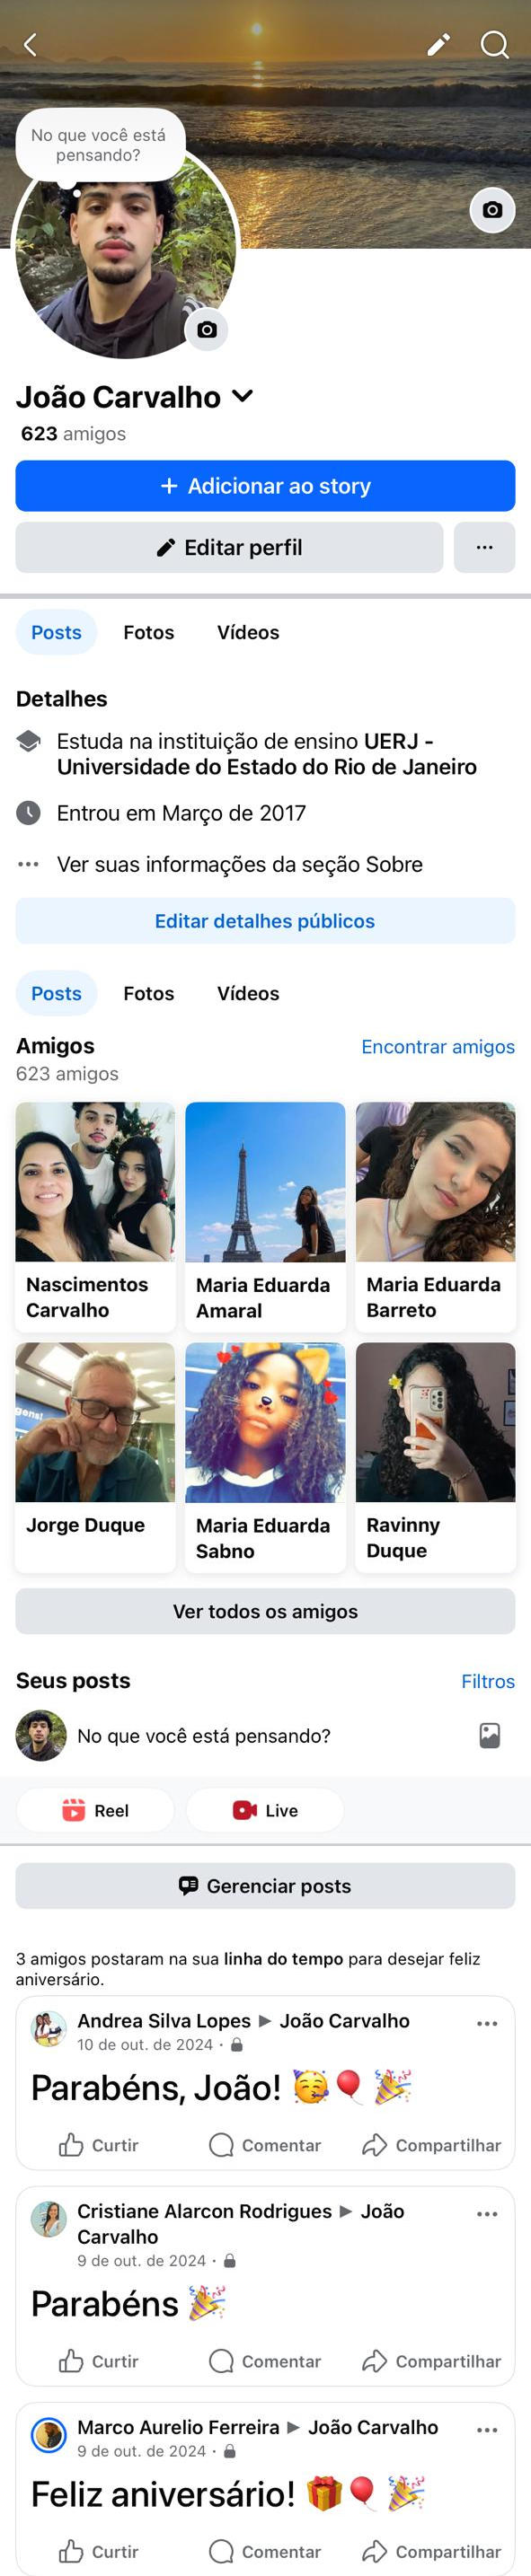 No que você está
pensando?
João Carvalho
623 amigos
+ Adicionar ao story
Editar perfil
Posts Fotos Vídeos
Detalhes
Estuda na instituição de ensino UERJ -
Universidade do Estado do Rio de Janeiro
Entrou em Março de 2017
Ver suas informações da seção Sobre
Editar detalhes públicos
Posts Fotos Vídeos
Amigos Encontrar amigos
623 amigos
Nascimentos
Carvalho
Maria Eduarda
Amaral
Maria Eduarda
Barreto
Jorge Duque
Maria Eduarda
Sabno
Ravinny
Duque
Ver todos os amigos
Seus posts Filtros
No que você está pensando?
Reel Live
Gerenciar posts
3 amigos postaram na sua linha do tempo para desejar feliz
aniversário.
Andrea Silva Lopes ▶ João Carvalho
10 de out. de 2024 ·
Parabéns, João! 🥳🎈🎉
Curtir Comentar Compartilhar
Cristiane Alarcon Rodrigues ▶ João
Carvalho
9 de out. de 2024 ·
Parabéns 🎉
Curtir Comentar Compartilhar
Marco Aurelio Ferreira ▶ João Carvalho
9 de out. de 2024 ·
Feliz aniversário! 🎁🎈🎉
Curtir Comentar Compartilhar